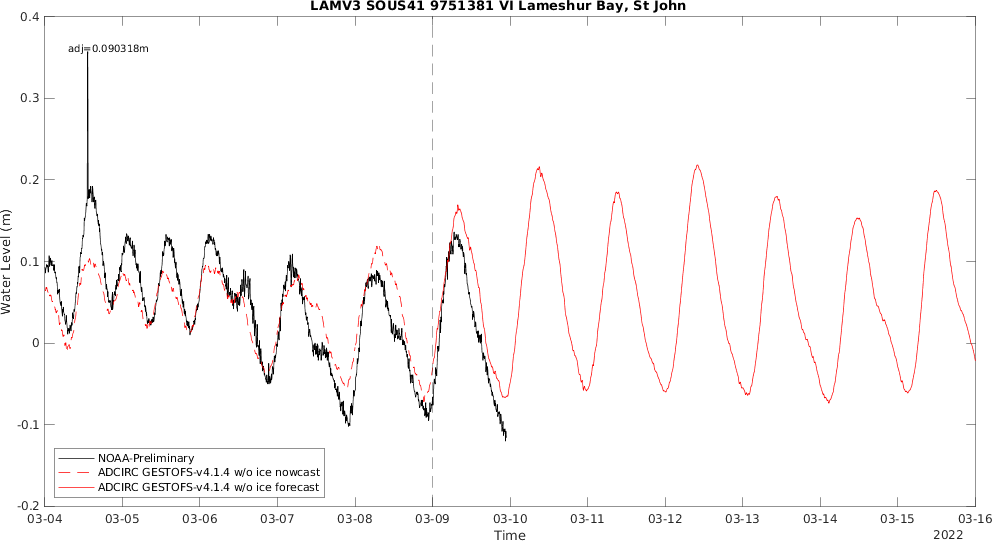 LAMV3 SOUS41 9751381 VI Lameshur Bay, St John
adj=0.090318m
0.4
0.3
0.2
0.1
0
-0.1
-0.2
Water Level (m)
NOAA-Preliminary
ADCIRC GESTOFS-v4.1.4 w/o ice nowcast
ADCIRC GESTOFS-v4.1.4 w/o ice forecast
03-04 03-05 03-06 03-07 03-08 03-09 03-10 03-11 03-12 03-13 03-14 03-15 03-16
Time
2022